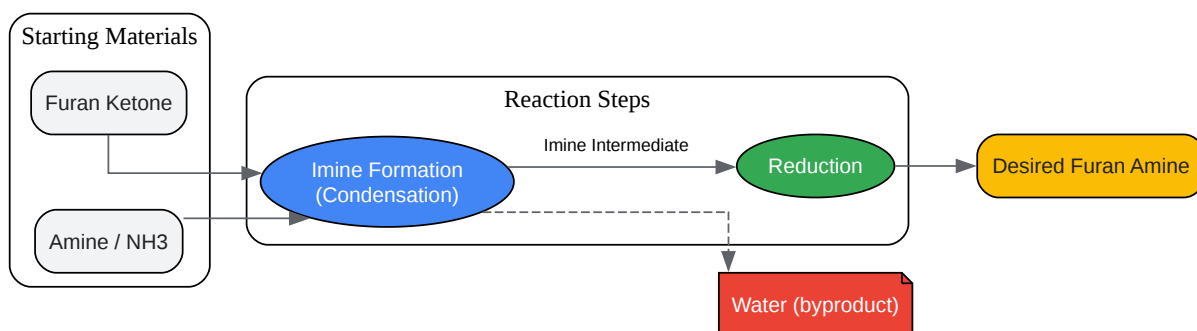 Starting Materials
Furan Ketone
Amine / NH3
Reaction Steps
Imine Formation
(Condensation)
Imine Intermediate
Reduction
Desired Furan Amine
Water (byproduct)